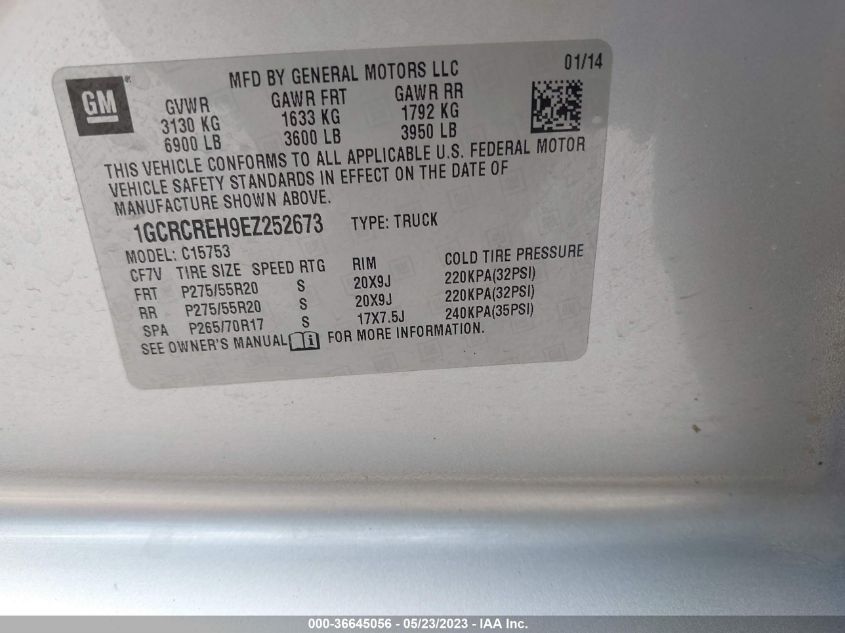 GM
MFD BY GENERAL MOTORS LLC
01/14
GVWR GAWR FRT GAWR RR
3130 KG 1633 KG 1792 KG
6900 LB 3600 LB 3950 LB
THIS VEHICLE CONFORMS TO ALL APPLICABLE U.S. FEDERAL MOTOR
VEHICLE SAFETY STANDARDS IN EFFECT ON THE DATE OF
MANUFACTURE SHOWN ABOVE.
1GCRCREH9EZ252673 TYPE: TRUCK
MODEL: C15753
CF7V TIRE SIZE SPEED RTG RIM COLD TIRE PRESSURE
FRT P275/55R20 S 20X9J 220KPA(32PSI)
RR P275/55R20 S 20X9J 220KPA(32PSI)
SPA P265/70R17 S 17X7.5J 240KPA(35PSI)
SEE OWNER'S MANUAL i FOR MORE INFORMATION.
000-36645056 - 05/23/2023 - IAA Inc.